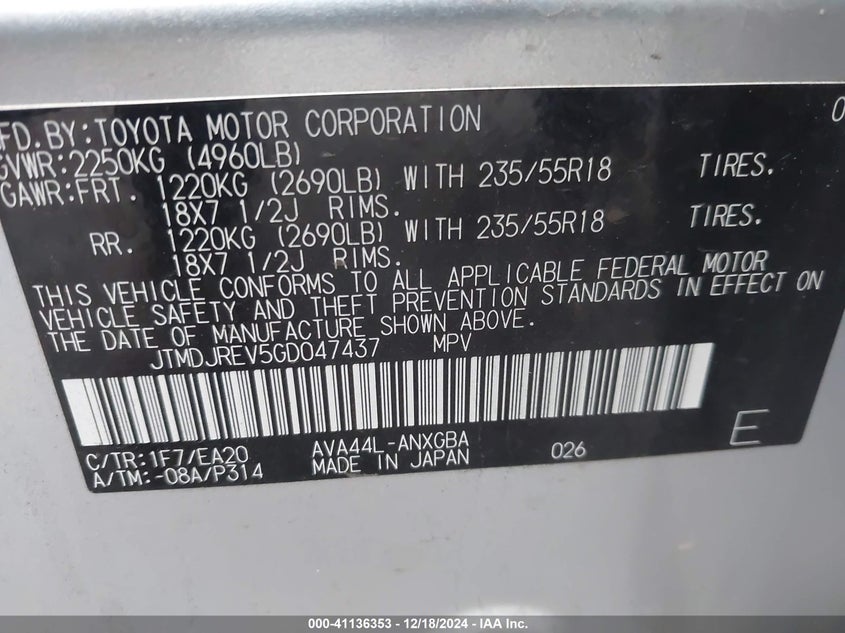 MFD.BY:TOYOTA MOTOR CORPORATION 0
GVWR:2250KG (4960LB)
GAWR:FRT. 1220KG (2690LB) WITH 235/55R18 TIRES.
18X7 1/2J RIMS.
RR. 1220KG (2690LB) WITH 235/55R18 TIRES.
18X7 1/2J RIMS.
THIS VEHICLE CONFORMS TO ALL APPLICABLE FEDERAL MOTOR
VEHICLE SAFETY AND THEFT PREVENTION STANDARDS IN EFFECT ON
THE DATE OF MANUFACTURE SHOWN ABOVE.
JTMDJREV5GD047437 MPV
C/TR:1F7/EA20 AVA44L-ANXGBA 026 E
A/TM:-08A/P314 MADE IN JAPAN
000-41136353 - 12/18/2024 - IAA Inc.